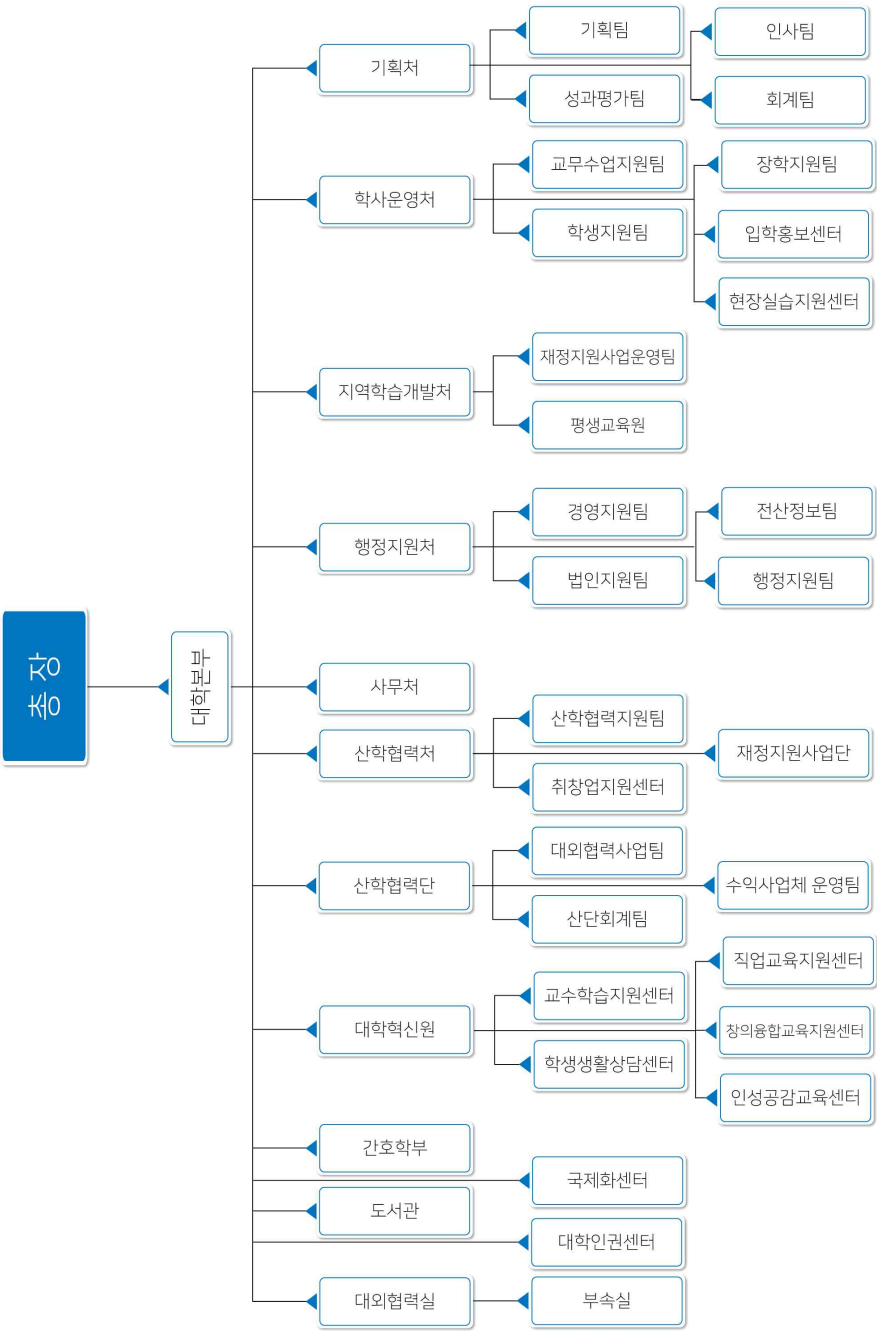 총 장
대학본부
기획처
기획팀
성과평가팀
인사팀
회계팀
학사운영처
교무수업지원팀
학생지원팀
장학지원팀
입학홍보센터
현장실습지원센터
지역학습개발처
재정지원사업운영팀
평생교육원
행정지원처
경영지원팀
법인지원팀
전산정보팀
행정지원팀
사무처
산학협력처
산학협력지원팀
취창업지원센터
재정지원사업단
산학협력단
대외협력사업팀
산단회계팀
수익사업체 운영팀
대학혁신원
교수학습지원센터
학생생활상담센터
직업교육지원센터
창의융합교육지원센터
인성공감교육센터
간호학부
국제화센터
도서관
대학인권센터
대외협력실
부속실